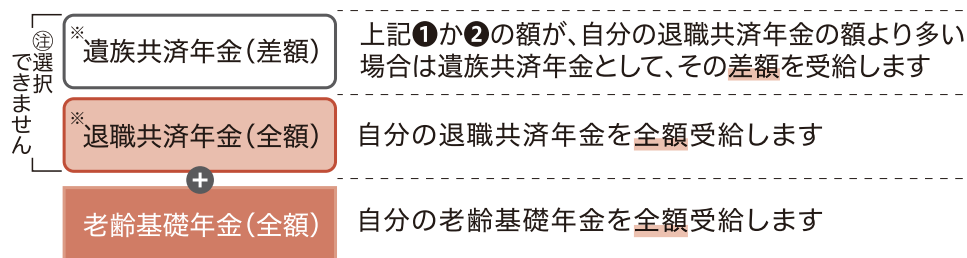 ㊟選択
できません
※遺族共済年金（差額）
上記❶か❷の額が、自分の退職共済年金の額より多い
場合は遺族共済年金として、その差額を受給します
※退職共済年金（全額）
自分の退職共済年金を全額受給します
+
老齢基礎年金（全額）
自分の老齢基礎年金を全額受給します